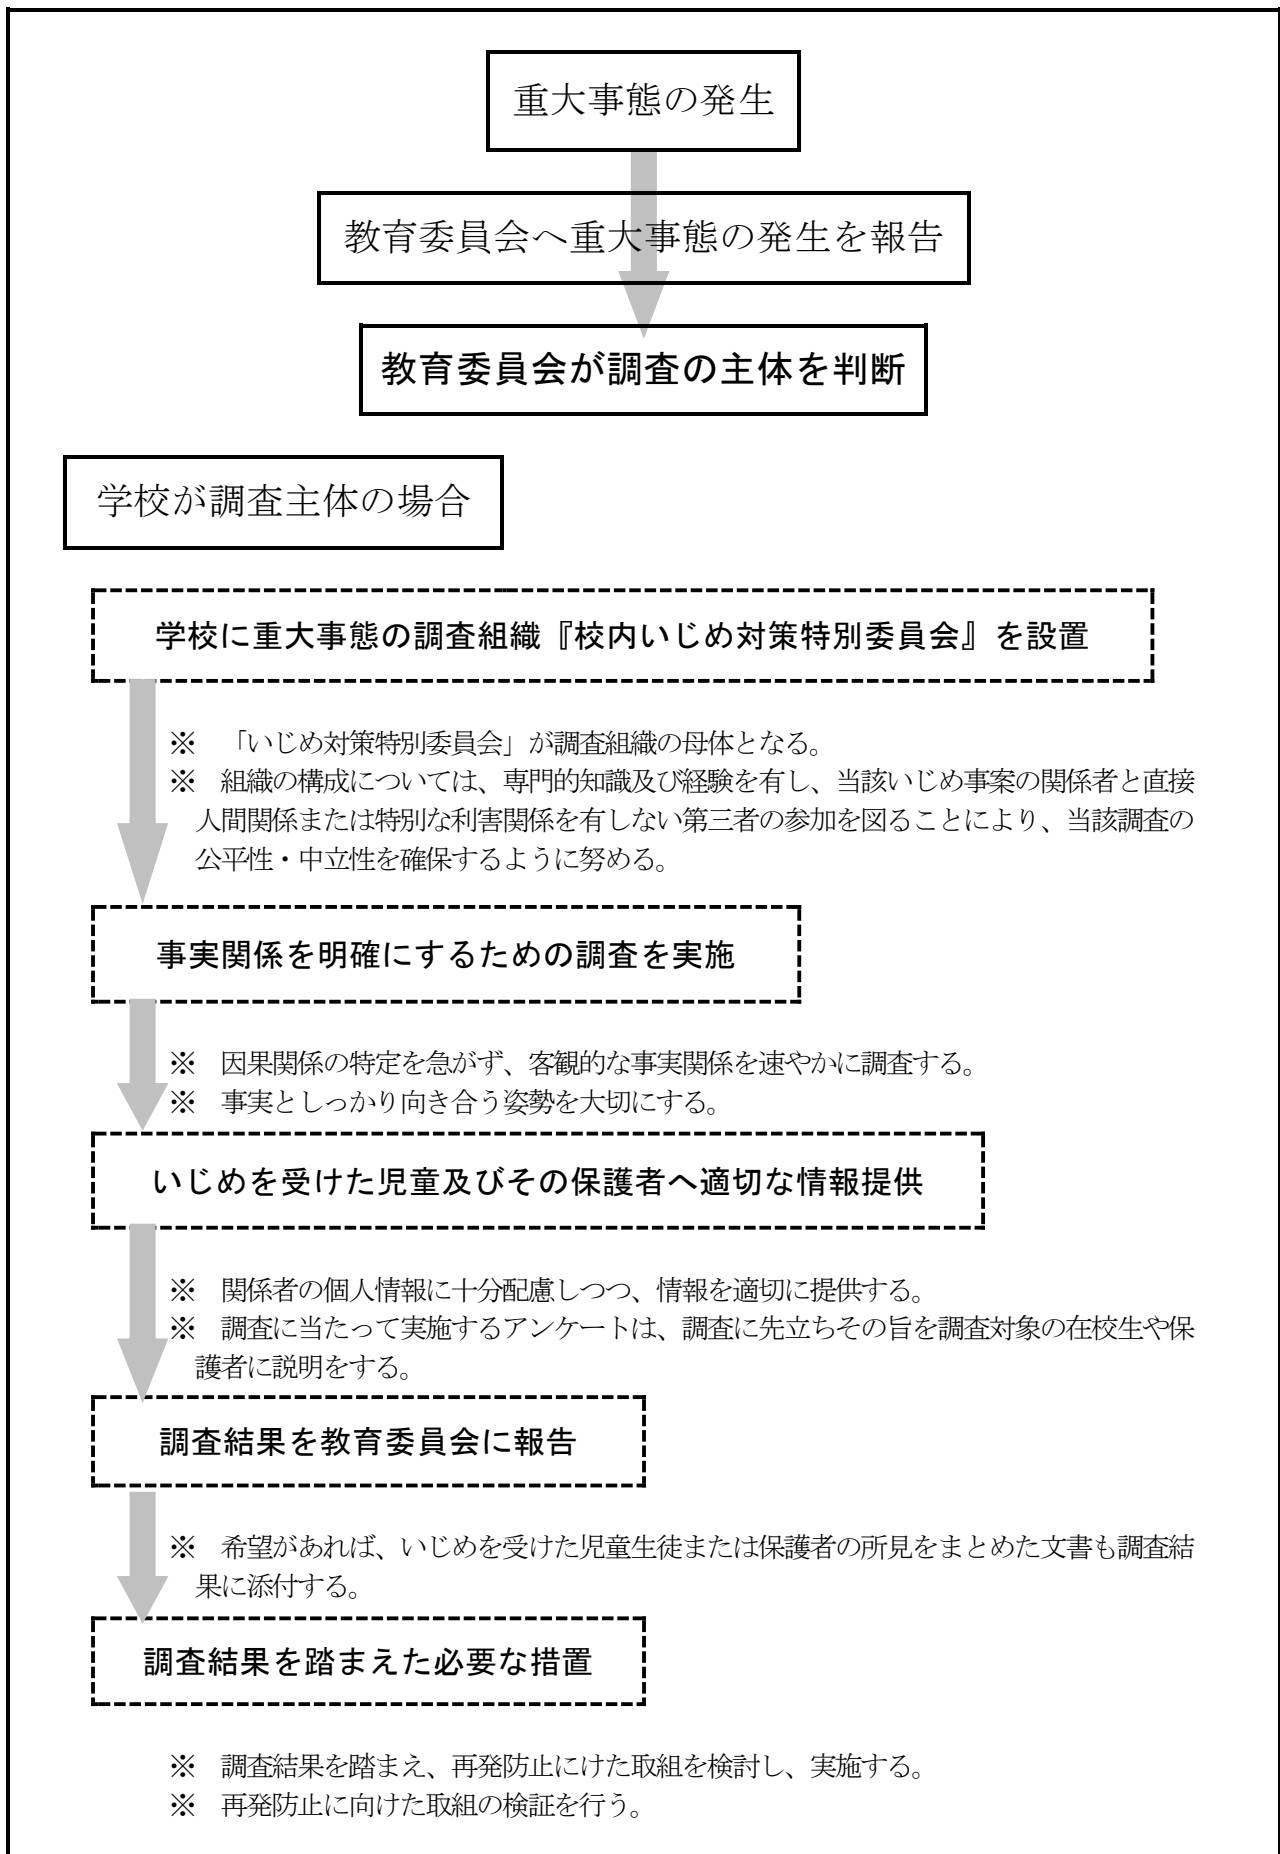 重大事態の発生
教育委員会へ重大事態の発生を報告
教育委員会が調査の主体を判断
学校が調査主体の場合
学校に重大事態の調査組織『校内いじめ対策特別委員会』を設置
※　「いじめ対策特別委員会」が調査組織の母体となる。
※　組織の構成については、専門的知識及び経験を有し、当該いじめ事案の関係者と直接
人間関係または特別な利害関係を有しない第三者の参加を図ることにより、当該調査の
公平性・中立性を確保するように努める。
事実関係を明確にするための調査を実施
※　因果関係の特定を急がず、客観的な事実関係を速やかに調査する。
※　事実としっかり向き合う姿勢を大切にする。
いじめを受けた児童及びその保護者へ適切な情報提供
※　関係者の個人情報に十分配慮しつつ、情報を適切に提供する。
※　調査に当たって実施するアンケートは、調査に先立ちその旨を調査対象の在校生や保
護者に説明をする。
調査結果を教育委員会に報告
※　希望があれば、いじめを受けた児童生徒または保護者の所見をまとめた文書も調査結
果に添付する。
調査結果を踏まえた必要な措置
※　調査結果を踏まえ、再発防止にけた取組を検討し、実施する。
※　再発防止に向けた取組の検証を行う。